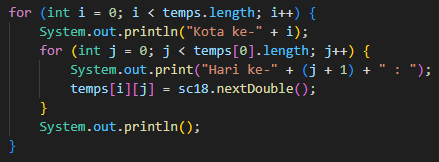 for (int i = 0; i < temps.length; i++) {
    System.out.println("Kota ke-" + i);
    for (int j = 0; j < temps[0].length; j++) {
        System.out.print("Hari ke-" + (j + 1) + " : ");
        temps[i][j] = sc18.nextDouble();
    }
    System.out.println();
}